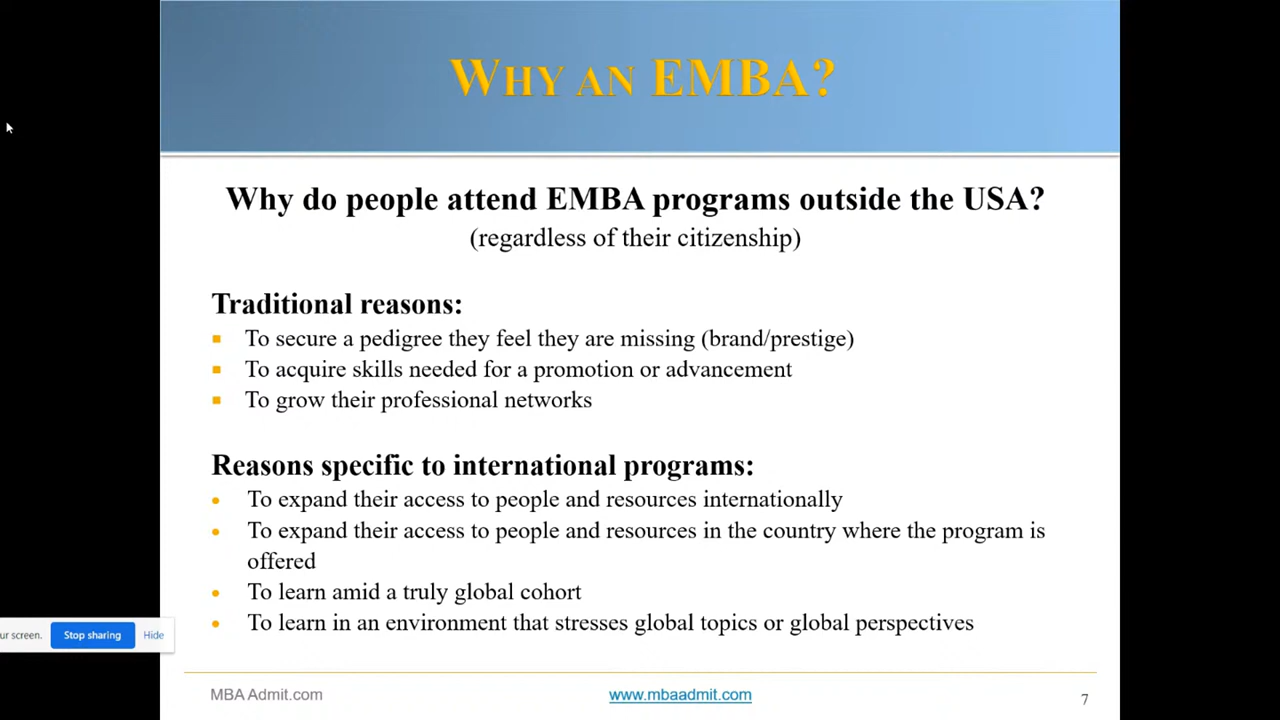 WHY AN EMBA?
Why do people attend EMBA programs outside the USA?
(regardless of their citizenship)
Traditional reasons:
To secure a pedigree they feel they are missing (brand/prestige)
To acquire skills needed for a promotion or advancement
To grow their professional networks
Reasons specific to international programs:
To expand their access to people and resources internationally
To expand their access to people and resources in the country where the program is
offered
To learn amid a truly global cohort
To learn in an environment that stresses global topics or global perspectives
ur screen. Stop sharing Hide
MBA Admit.com www.mbaadmit.com 7